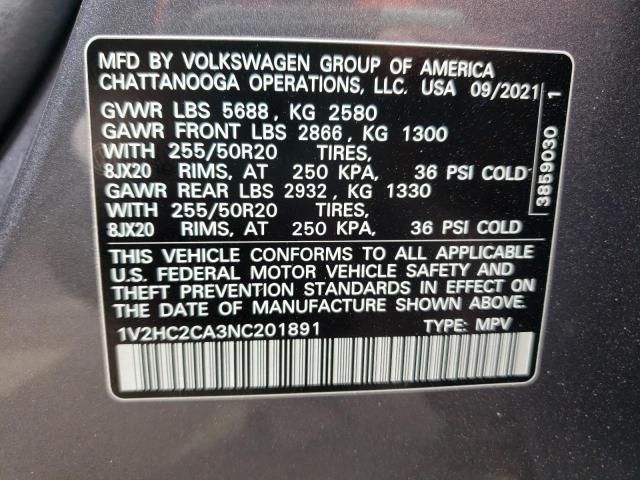 MFD BY VOLKSWAGEN GROUP OF AMERICA
CHATTANOOGA OPERATIONS, LLC. USA 09/2021
GVWR LBS 5688 , KG 2580
GAWR FRONT LBS 2866 , KG 1300
WITH 255/50R20 TIRES,
8JX20 RIMS, AT 250 KPA, 36 PSI COLD
GAWR REAR LBS 2932 , KG 1330
WITH 255/50R20 TIRES,
8JX20 RIMS, AT 250 KPA, 36 PSI COLD
THIS VEHICLE CONFORMS TO ALL APPLICABLE
U.S. FEDERAL MOTOR VEHICLE SAFETY AND
THEFT PREVENTION STANDARDS IN EFFECT ON
THE DATE OF MANUFACTURE SHOWN ABOVE.
1V2HC2CA3NC201891 TYPE: MPV
3859030 1